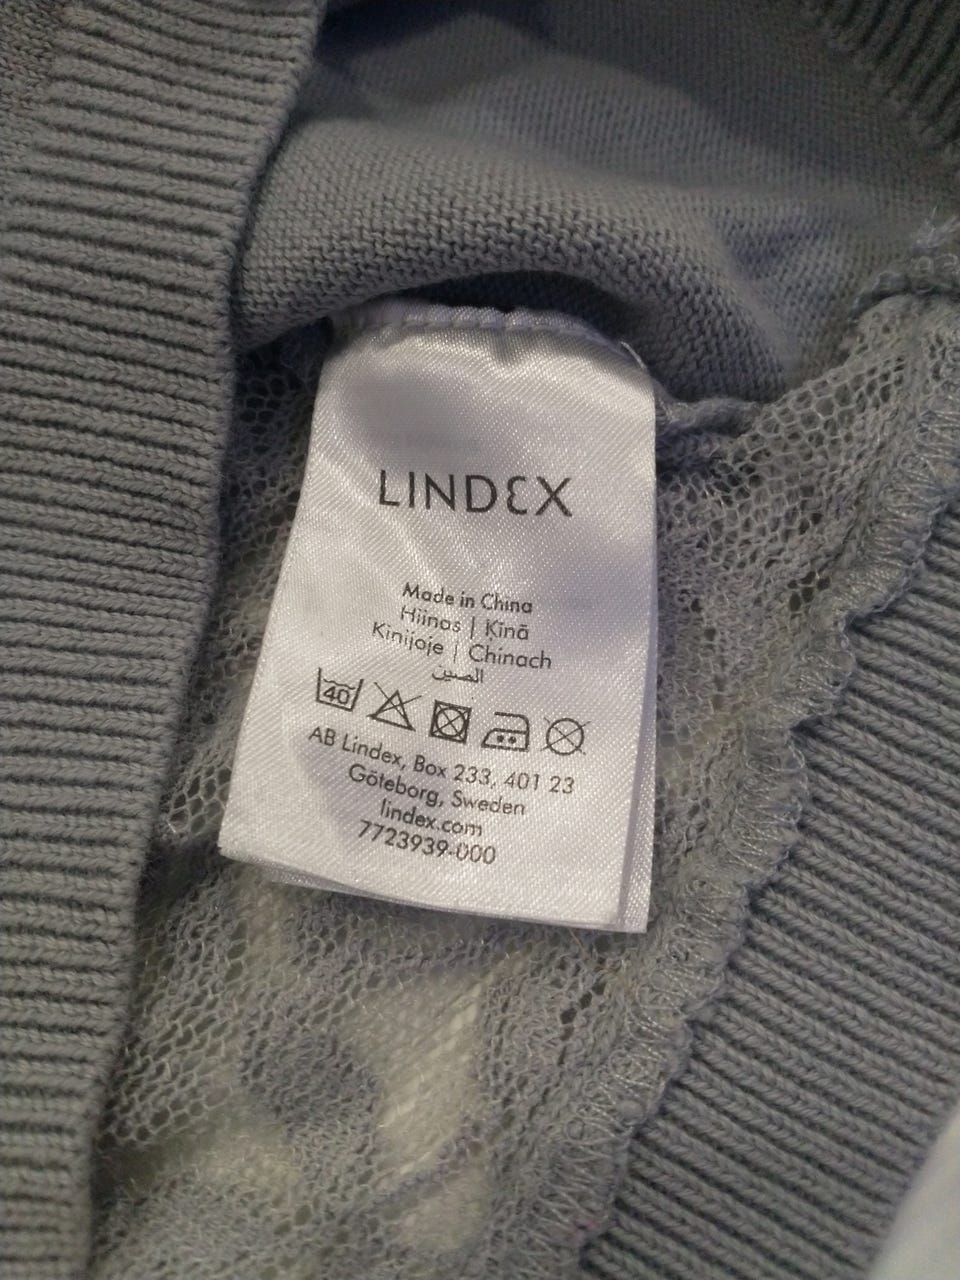 LINDEX
Made in China
Hiinas | Ķīnā
Kinijoje | Chinach
الصين
40
AB Lindex, Box 233, 401 23
Göteborg, Sweden
lindex.com
7723939-000